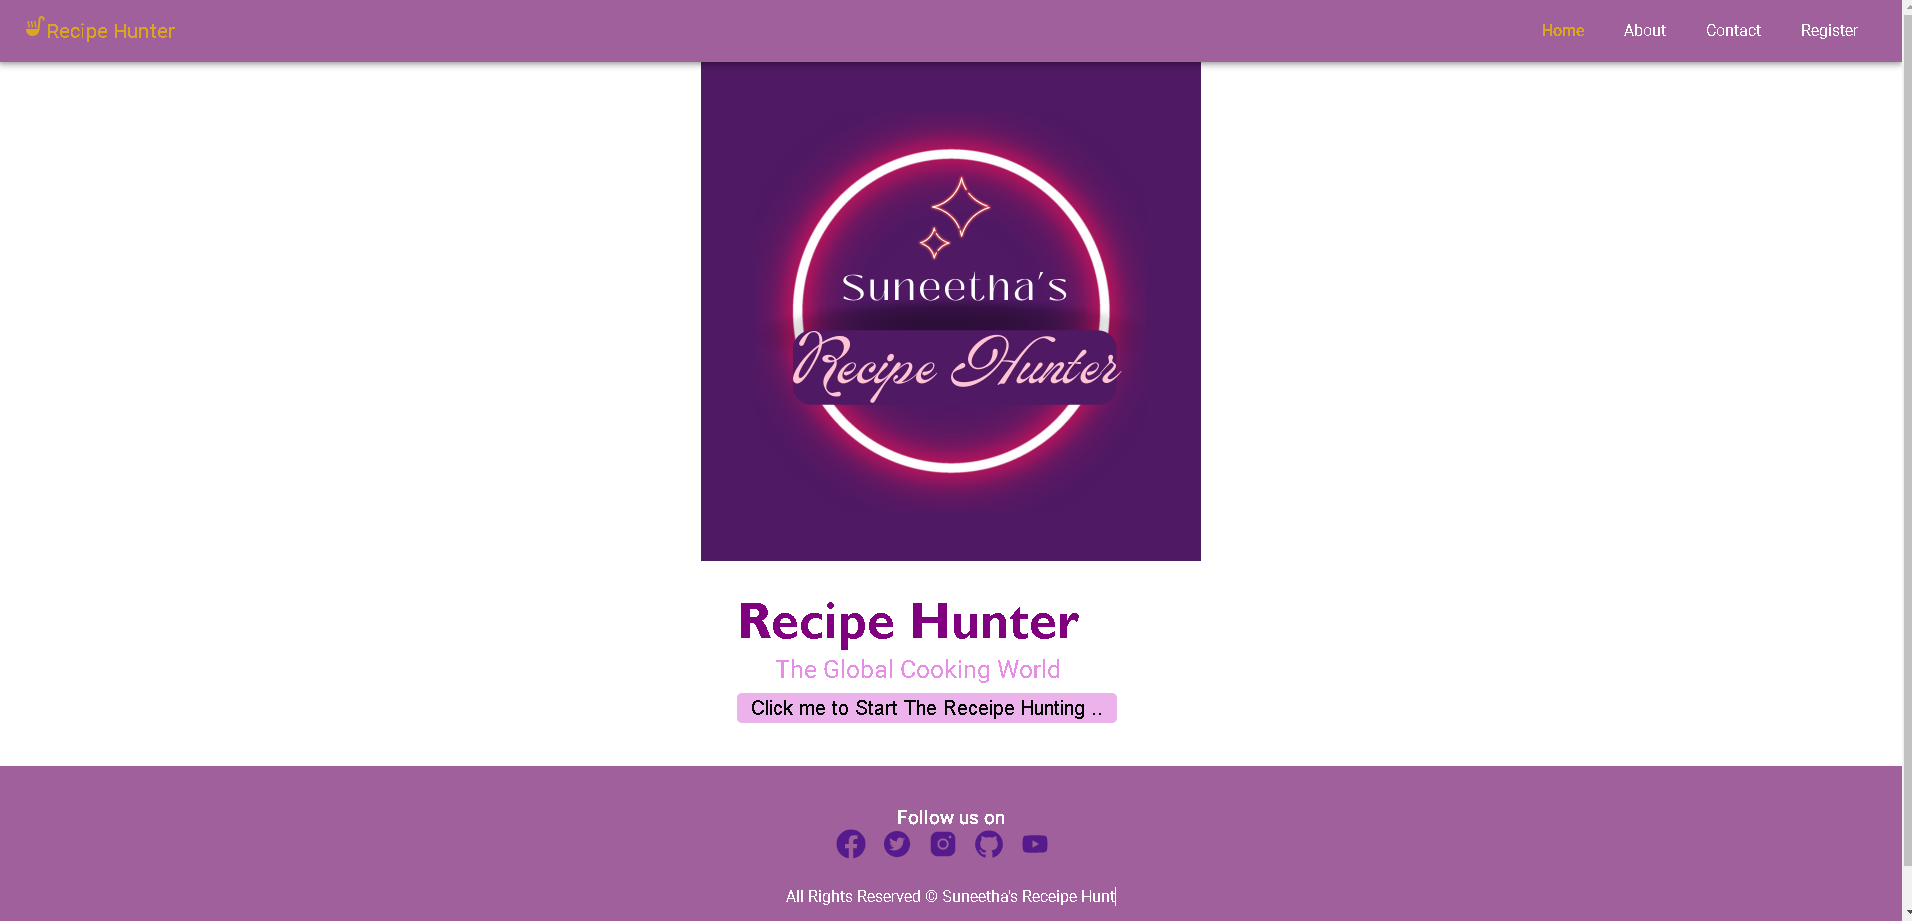 Recipe Hunter
Home About Contact Register
Suneetha's
Recipe Hunter
Recipe Hunter
The Global Cooking World
Click me to Start The Receipe Hunting ..
Follow us on
All Rights Reserved © Suneetha's Receipe Hunt